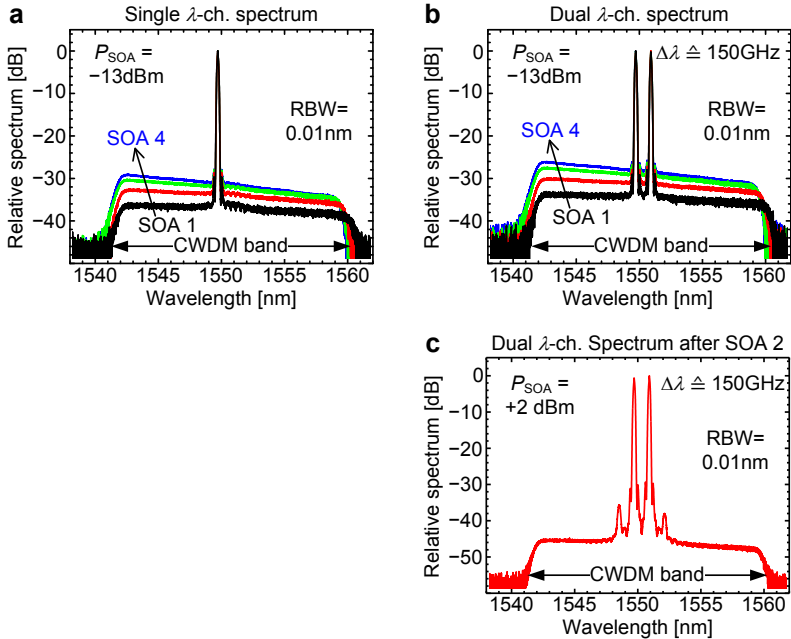 a
Single λ-ch. spectrum
Relative spectrum [dB]
0
−10
−20
−30
−40
P_SOA =
−13dBm
RBW=
0.01nm
SOA 4
SOA 1
CWDM band
1540 1545 1550 1555 1560
Wavelength [nm]
b
Dual λ-ch. spectrum
Relative spectrum [dB]
0
−10
−20
−30
−40
P_SOA =
−13dBm
Δλ ≙ 150GHz
RBW=
0.01nm
SOA 4
SOA 1
CWDM band
1540 1545 1550 1555 1560
Wavelength [nm]
c
Dual λ-ch. Spectrum after SOA 2
Relative spectrum [dB]
0
−10
−20
−30
−40
−50
P_SOA =
+2 dBm
Δλ ≙ 150GHz
RBW=
0.01nm
CWDM band
1540 1545 1550 1555 1560
Wavelength [nm]